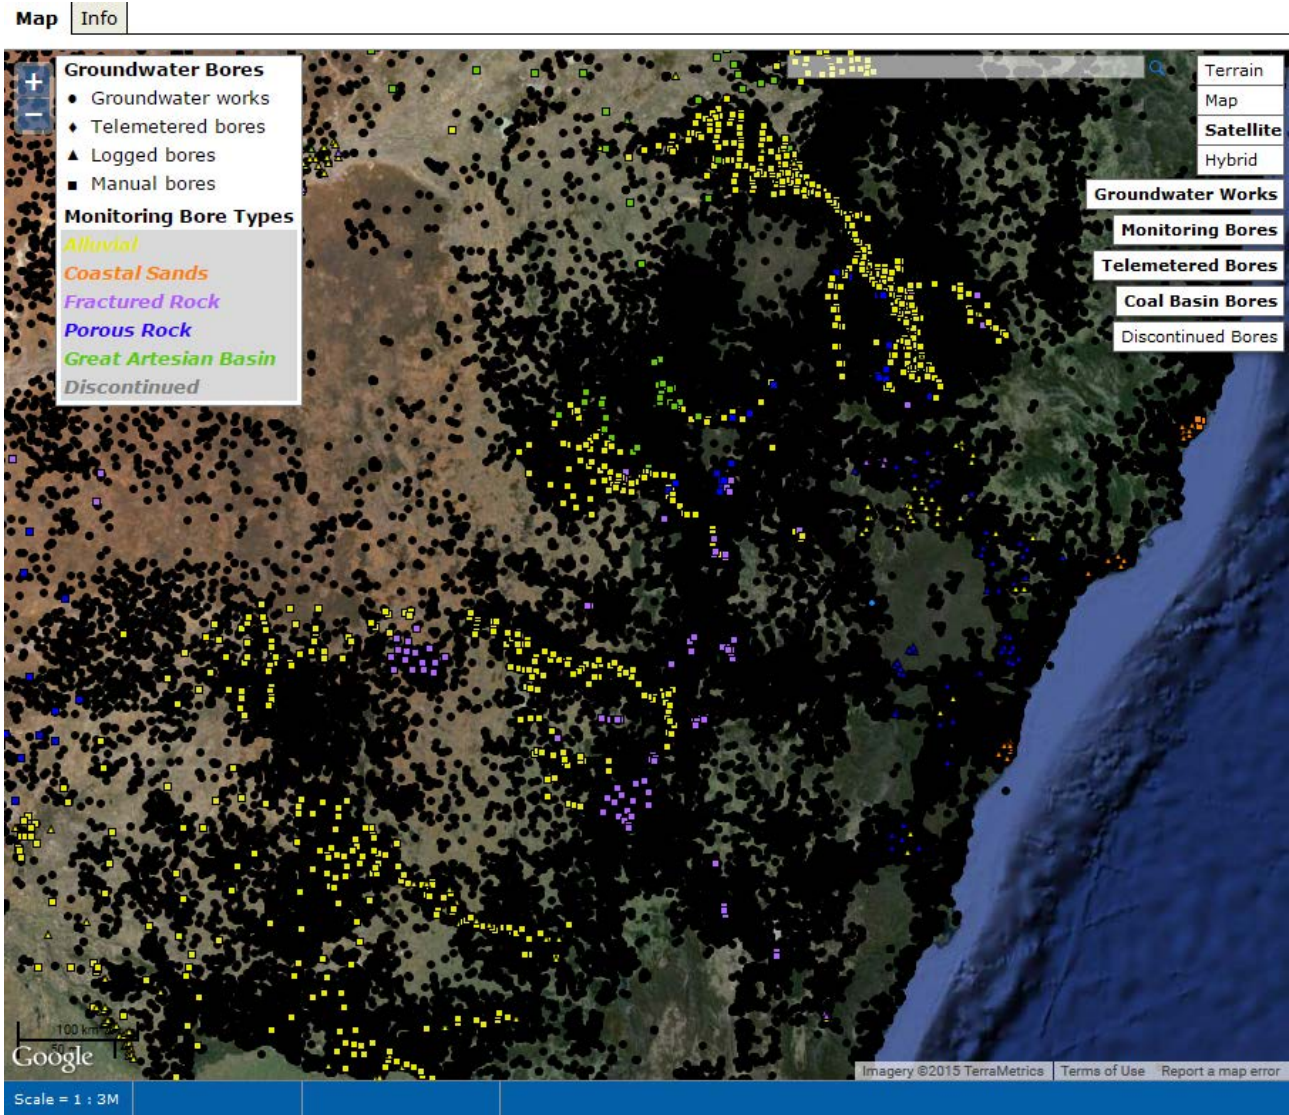 Map Info
Groundwater Bores
Groundwater works
Telemetered bores
Logged bores
Manual bores
Monitoring Bore Types
Alluvial
Coastal Sands
Fractured Rock
Porous Rock
Great Artesian Basin
Discontinued
+
−
Terrain
Map
Satellite
Hybrid
Groundwater Works
Monitoring Bores
Telemetered Bores
Coal Basin Bores
Discontinued Bores
100 km
Google
Imagery ©2015 TerraMetrics Terms of Use Report a map error
Scale = 1 : 3M